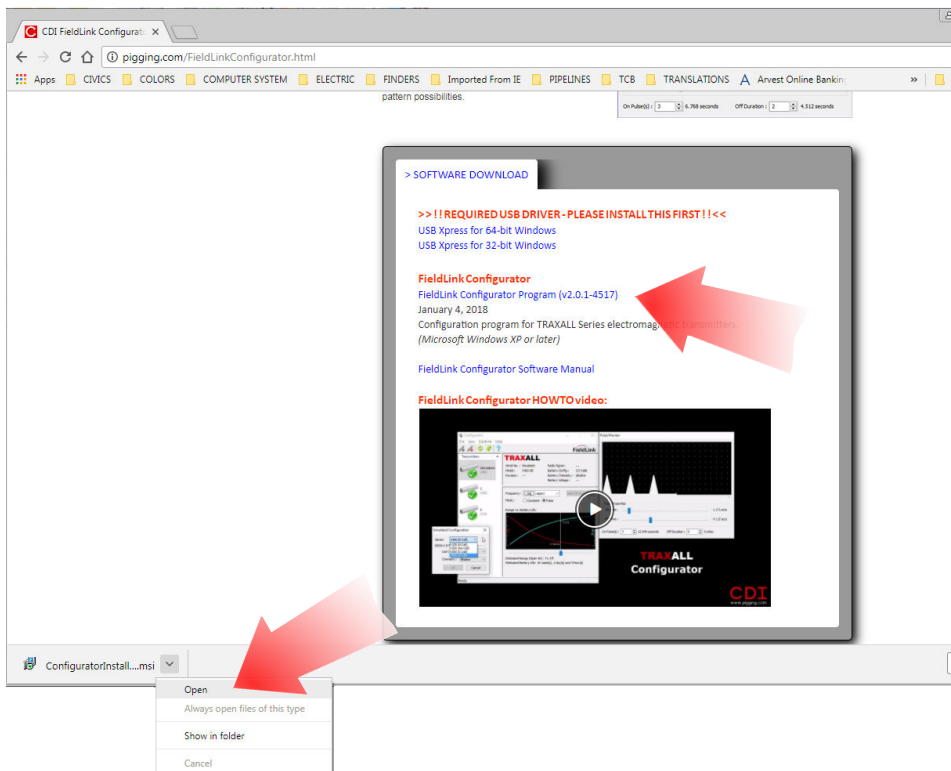 CDI FieldLink Configurati
pigging.com/FieldLinkConfigurator.html
Apps CIVICS COLORS COMPUTER SYSTEM ELECTRIC FINDERS Imported From IE PIPELINES TCB TRANSLATIONS Arvest Online Banking »
pattern possibilities.
On Pulse(s) : 3 6.768 seconds Off Duration : 2 4.512 seconds
> SOFTWARE DOWNLOAD
>> !! REQUIRED USB DRIVER - PLEASE INSTALL THIS FIRST !! <<
USB Xpress for 64-bit Windows
USB Xpress for 32-bit Windows
FieldLink Configurator
FieldLink Configurator Program (v2.0.1-4517)
January 4, 2018
Configuration program for TRAXALL Series electromagnetic transmitters.
(Microsoft Windows XP or later)
FieldLink Configurator Software Manual
FieldLink Configurator HOWTO video:
FieldLink
TRAXALL
TRAXALL
Configurator
CDI
www.pigging.com
ConfiguratorInstall....msi
Open
Always open files of this type
Show in folder
Cancel